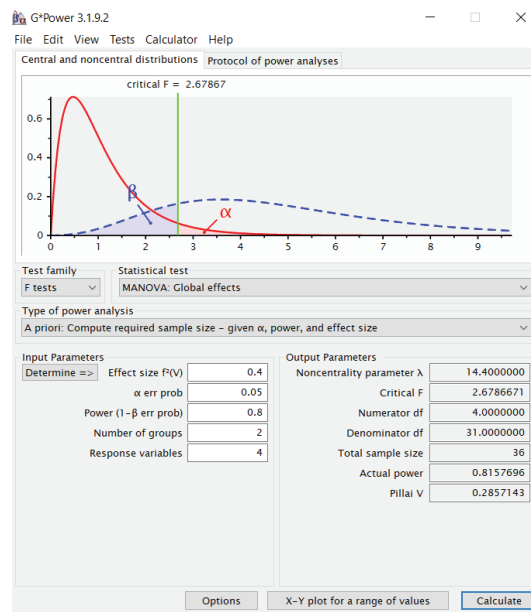 G*Power 3.1.9.2
File Edit View Tests Calculator Help
Central and noncentral distributions Protocol of power analyses
critical F = 2.67867
0.6
0.4
0.2
0
β
α
0 1 2 3 4 5 6 7 8 9
Test family Statistical test
F tests MANOVA: Global effects
Type of power analysis
A priori: Compute required sample size – given α, power, and effect size
Input Parameters
Determine => Effect size f²(V) 0.4
α err prob 0.05
Power (1-β err prob) 0.8
Number of groups 2
Response variables 4
Output Parameters
Noncentrality parameter λ 14.4000000
Critical F 2.6786671
Numerator df 4.0000000
Denominator df 31.0000000
Total sample size 36
Actual power 0.8157696
Pillai V 0.2857143
Options X-Y plot for a range of values Calculate